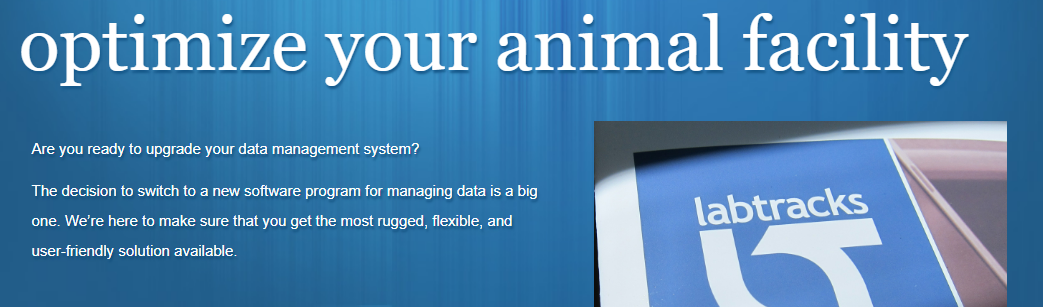 optimize your animal facility
Are you ready to upgrade your data management system?
The decision to switch to a new software program for managing data is a big
one. We’re here to make sure that you get the most rugged, flexible, and
user-friendly solution available.
labtracks